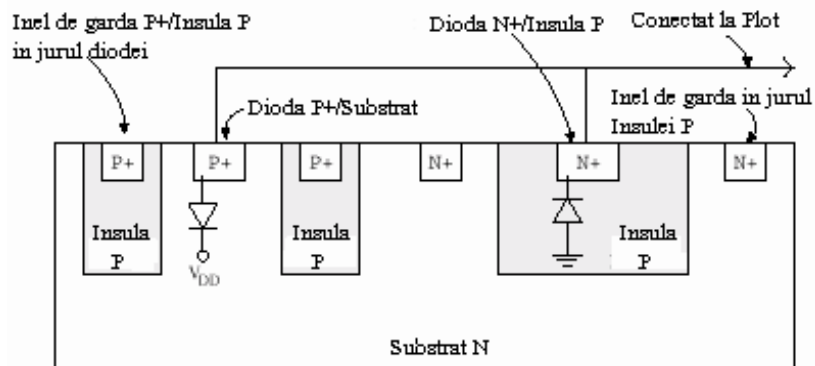 Inel de garda P+/Insula P
in jurul diodei
Dioda N+/Insula P
Conectat la Plot
Dioda P+/Substrat
Inel de garda in jurul
Insulei P
P+
P+
P+
N+
N+
N+
Insula
P
VDD
Insula
P
Insula
P
Substrat N